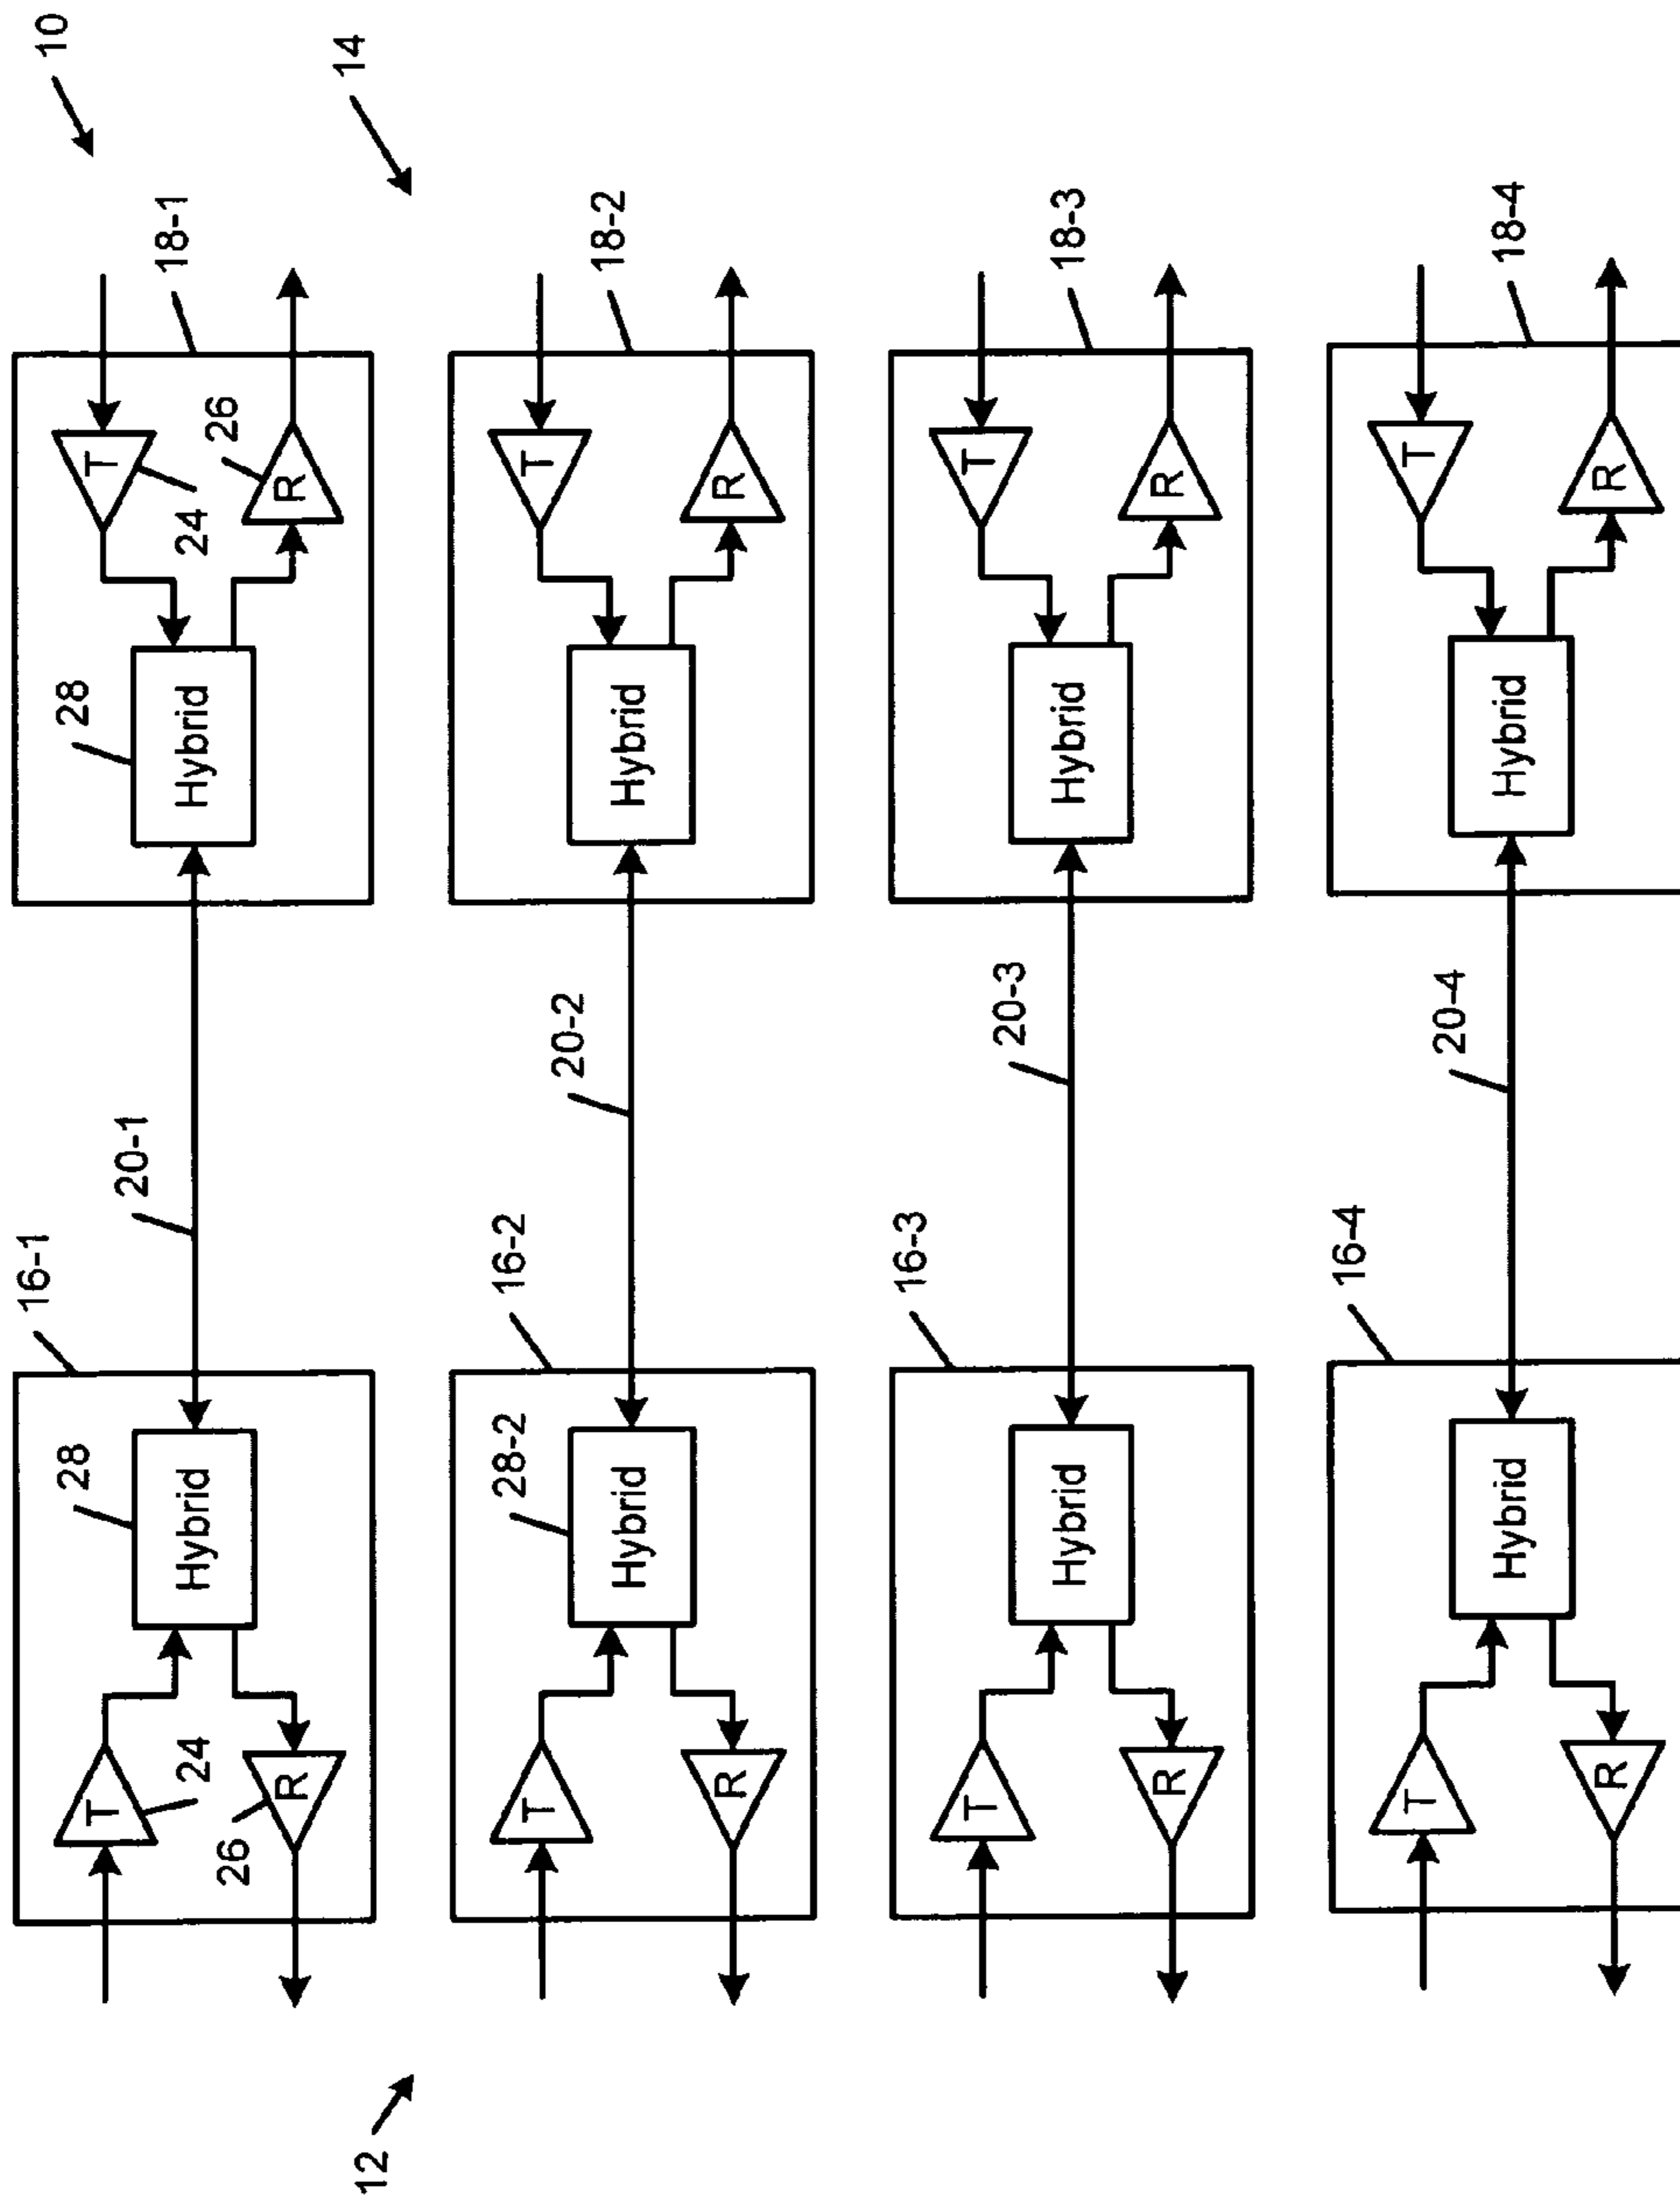 10
14
12
16-1
20-1
18-1
28
28
T
24
26
R
Hybrid
Hybrid
T
24
26
R
16-2
20-2
18-2
28-2
T
R
Hybrid
Hybrid
T
R
16-3
20-3
18-3
T
R
Hybrid
Hybrid
T
R
16-4
20-4
18-4
T
R
Hybrid
Hybrid
T
R